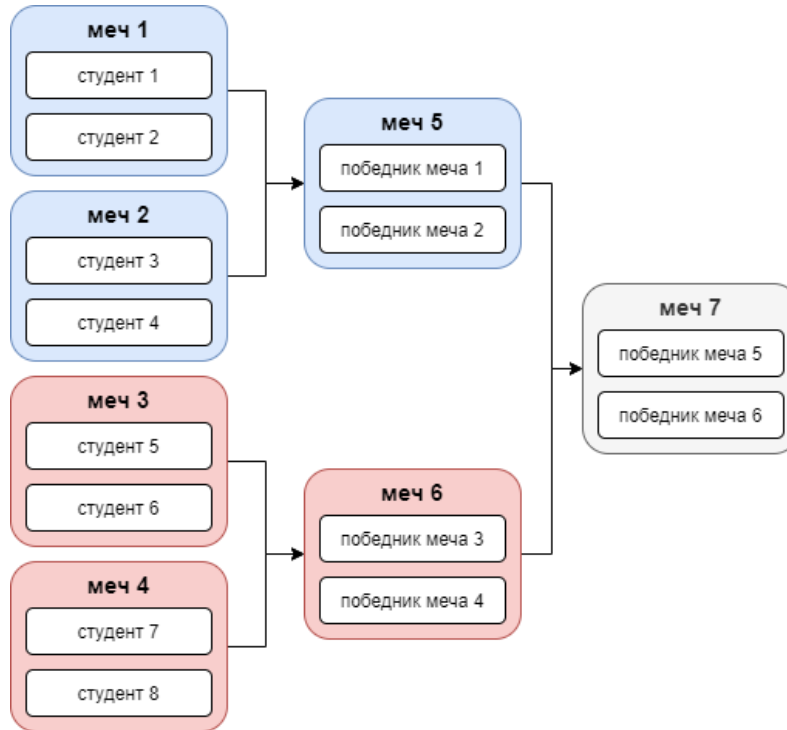 меч 1
студент 1
студент 2
меч 2
студент 3
студент 4
меч 3
студент 5
студент 6
меч 4
студент 7
студент 8
меч 5
победник меча 1
победник меча 2
меч 6
победник меча 3
победник меча 4
меч 7
победник меча 5
победник меча 6